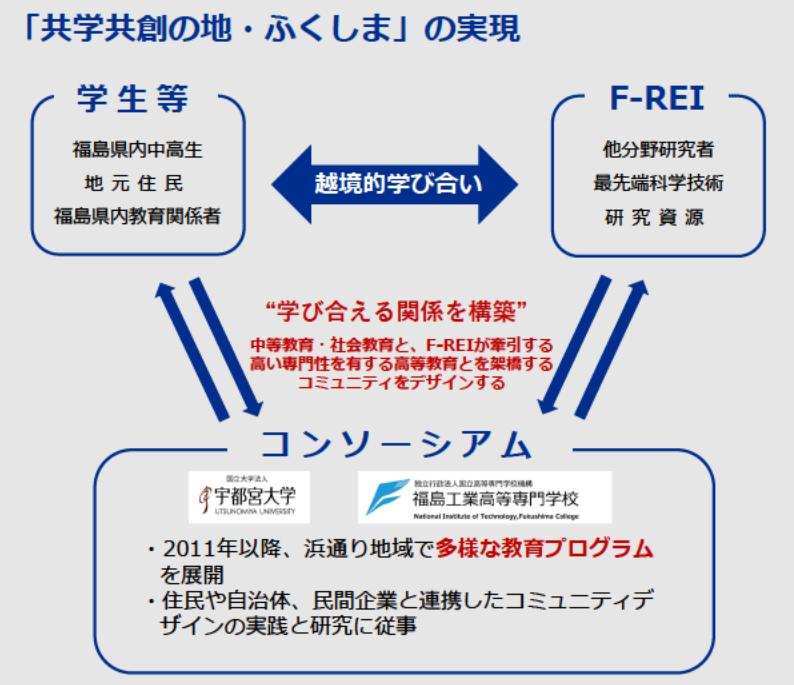 「共学共創の地・ふくしま」の実現
学生等
福島県内中高生
地元住民
福島県内教育関係者
越境的学び合い
F-REI
他分野研究者
最先端科学技術
研究資源
“学び合える関係を構築”
中等教育・社会教育と、F-REIが牽引する
高い専門性を有する高等教育とを架橋する
コミュニティをデザインする
コンソーシアム
国立大学法人
宇都宮大学
UTSUNOMIYA UNIVERSITY
独立行政法人国立高等専門学校機構
福島工業高等専門学校
National Institute of Technology, Fukushima College
・2011年以降、浜通り地域で多様な教育プログラム
を展開
・住民や自治体、民間企業と連携したコミュニティデ
ザインの実践と研究に従事